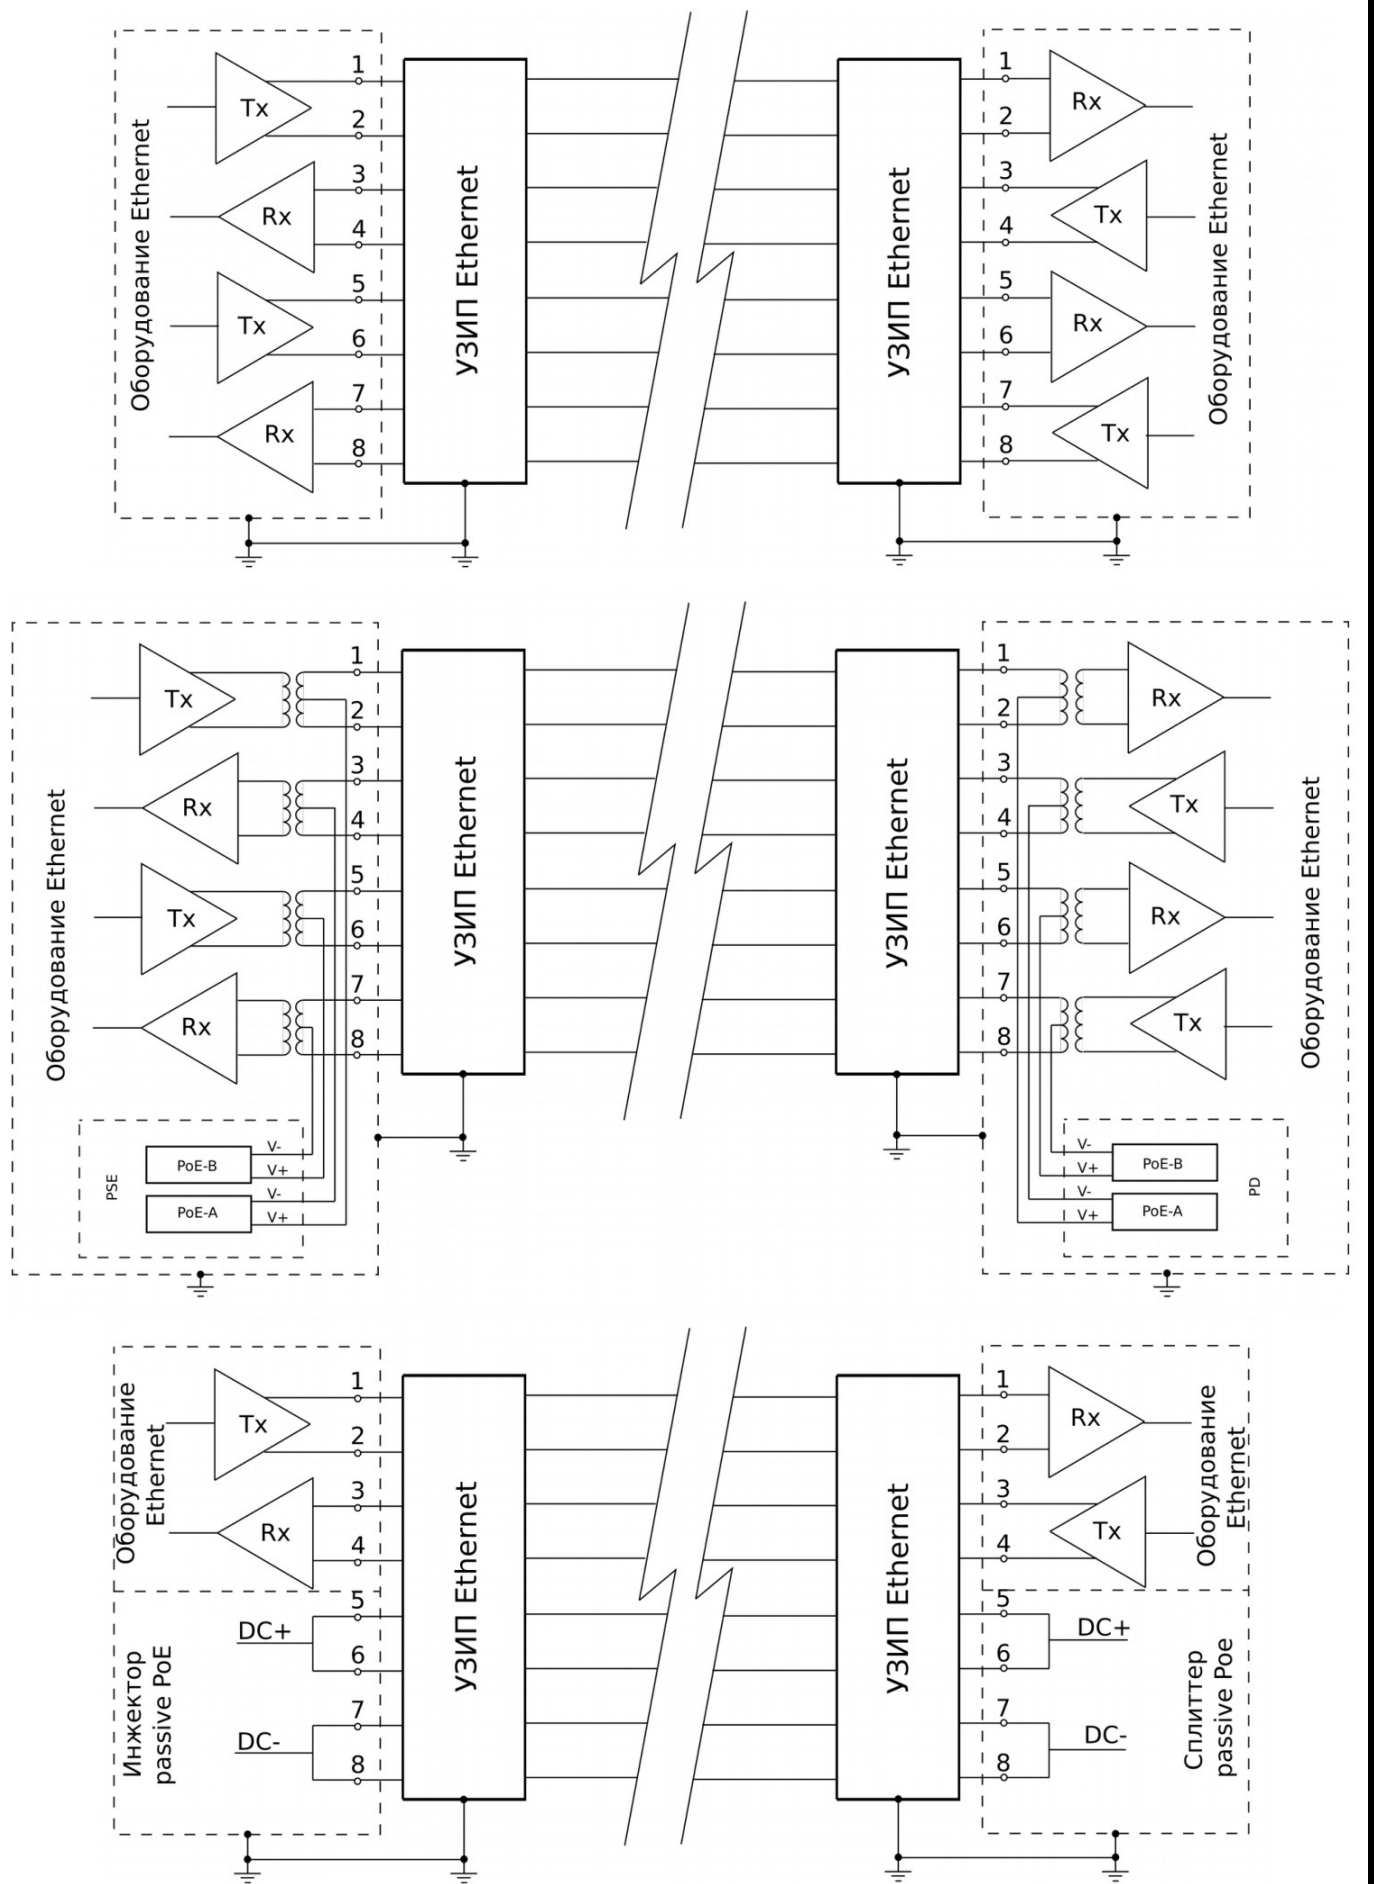 Оборудование Ethernet
Tx
Rx
Tx
Rx
1
2
3
4
5
6
7
8
УЗИП Ethernet
УЗИП Ethernet
1
2
3
4
5
6
7
8
Rx
Tx
Rx
Tx
Оборудование Ethernet
Оборудование Ethernet
Tx
Rx
Tx
Rx
1
2
3
4
5
6
7
8
PSE
PoE-B
V-
V+
PoE-A
V-
V+
УЗИП Ethernet
УЗИП Ethernet
1
2
3
4
5
6
7
8
Rx
Tx
Rx
Tx
V-
V+
PoE-B
V-
V+
PoE-A
PD
Оборудование Ethernet
Оборудование
Ethernet
Tx
Rx
1
2
3
4
Инжектор
passive PoE
DC+
DC-
5
6
7
8
УЗИП Ethernet
УЗИП Ethernet
1
2
3
4
Rx
Tx
Оборудование
Ethernet
5
6
7
8
DC+
DC-
Сплиттер
passive Poe